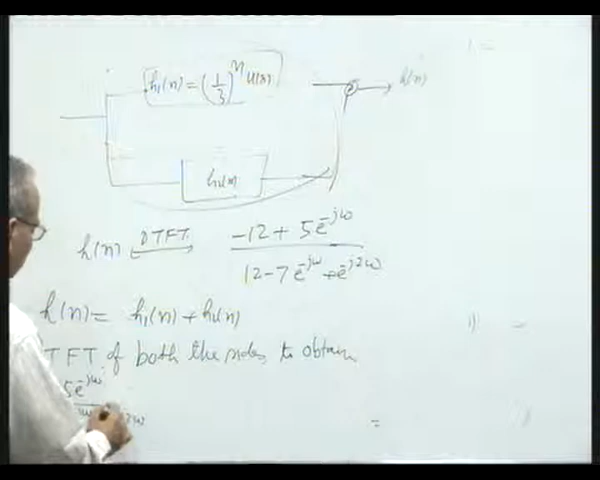 h₁(n) = (1/3)ⁿ u(n)
h(n)
h₂(n)
h(n) DTFT -12 + 5e^-jω
12 - 7e^-jω + e^-j2ω
h(n) = h₁(n) + h₂(n)
TFT of both the sides, to obtain
5e^-jω
=